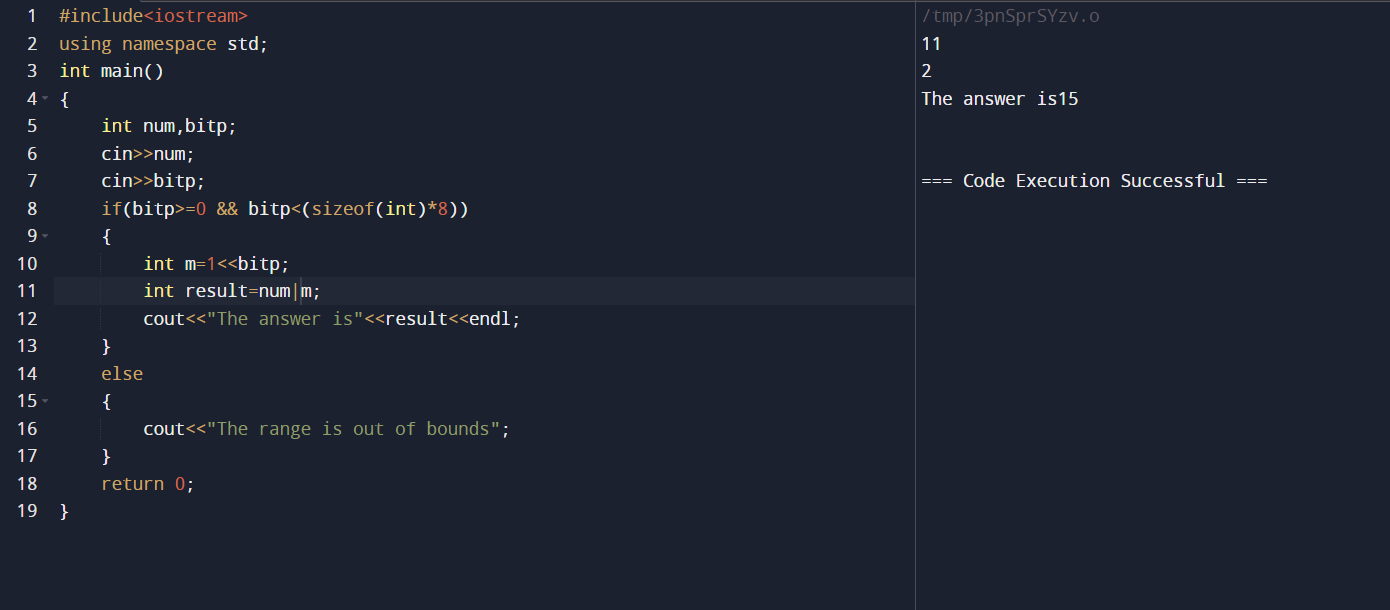 1 #include<iostream>
2 using namespace std;
3 int main()
4 {
5     int num,bitp;
6     cin>>num;
7     cin>>bitp;
8     if(bitp>=0 && bitp<(sizeof(int)*8))
9     {
10         int m=1<<bitp;
11         int result=num|m;
12         cout<<"The answer is"<<result<<endl;
13     }
14     else
15     {
16         cout<<"The range is out of bounds";
17     }
18     return 0;
19 }
/tmp/3pnSprSYzv.o
11
2
The answer is15
=== Code Execution Successful ===